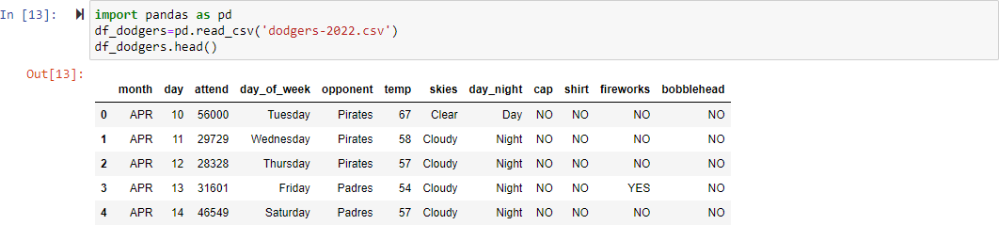 In [13]: import pandas as pd
df_dodgers=pd.read_csv('dodgers-2022.csv')
df_dodgers.head()
Out[13]:
month day attend day_of_week opponent temp skies day_night cap shirt fireworks bobblehead
0 APR 10 56000 Tuesday Pirates 67 Clear Day NO NO NO NO
1 APR 11 29729 Wednesday Pirates 58 Cloudy Night NO NO NO NO
2 APR 12 28328 Thursday Pirates 57 Cloudy Night NO NO NO NO
3 APR 13 31601 Friday Padres 54 Cloudy Night NO NO YES NO
4 APR 14 46549 Saturday Padres 57 Cloudy Night NO NO NO NO